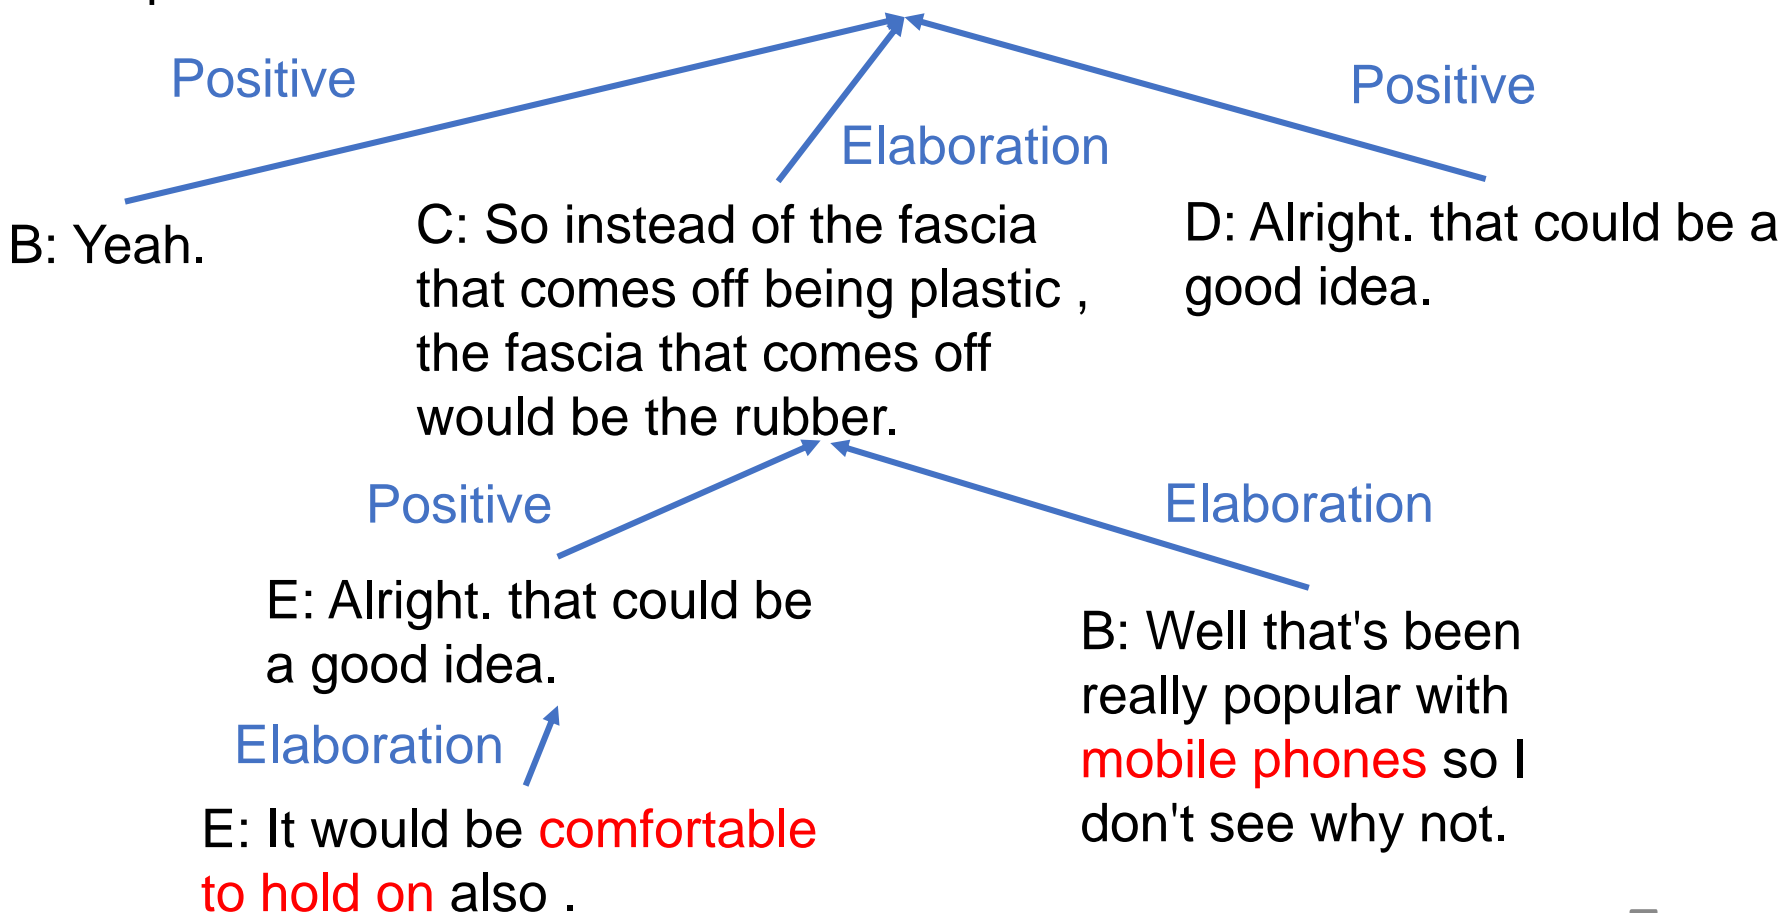 Positive
Positive
Elaboration
B: Yeah.
C: So instead of the fascia
that comes off being plastic ,
the fascia that comes off
would be the rubber.
D: Alright. that could be a
good idea.
Positive
Elaboration
E: Alright. that could be
a good idea.
B: Well that's been
really popular with
mobile phones so I
don't see why not.
Elaboration
E: It would be comfortable
to hold on also .